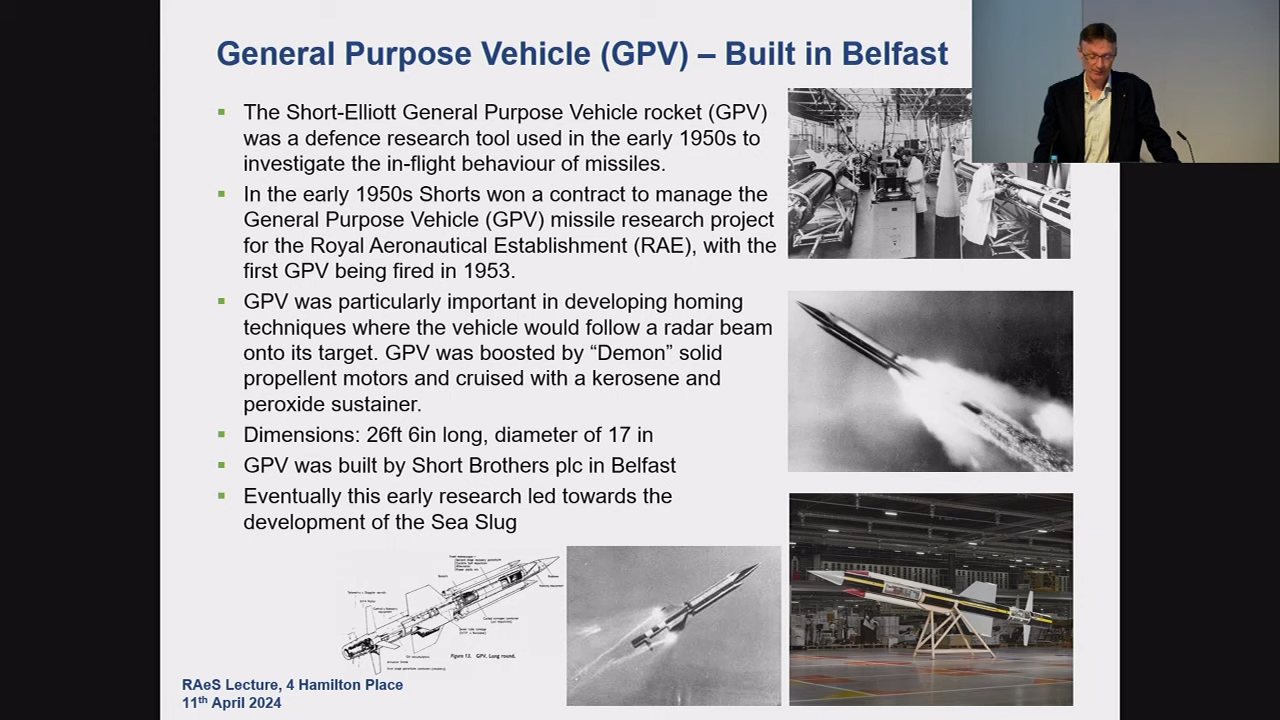 General Purpose Vehicle (GPV) – Built in Belfast
The Short-Elliott General Purpose Vehicle rocket (GPV)
was a defence research tool used in the early 1950s to
investigate the in-flight behaviour of missiles.
In the early 1950s Shorts won a contract to manage the
General Purpose Vehicle (GPV) missile research project
for the Royal Aeronautical Establishment (RAE), with the
first GPV being fired in 1953.
GPV was particularly important in developing homing
techniques where the vehicle would follow a radar beam
onto its target. GPV was boosted by “Demon” solid
propellent motors and cruised with a kerosene and
peroxide sustainer.
Dimensions: 26ft 6in long, diameter of 17 in
GPV was built by Short Brothers plc in Belfast
Eventually this early research led towards the
development of the Sea Slug
Figure 13. GPV. Long round.
RAeS Lecture, 4 Hamilton Place
11th April 2024